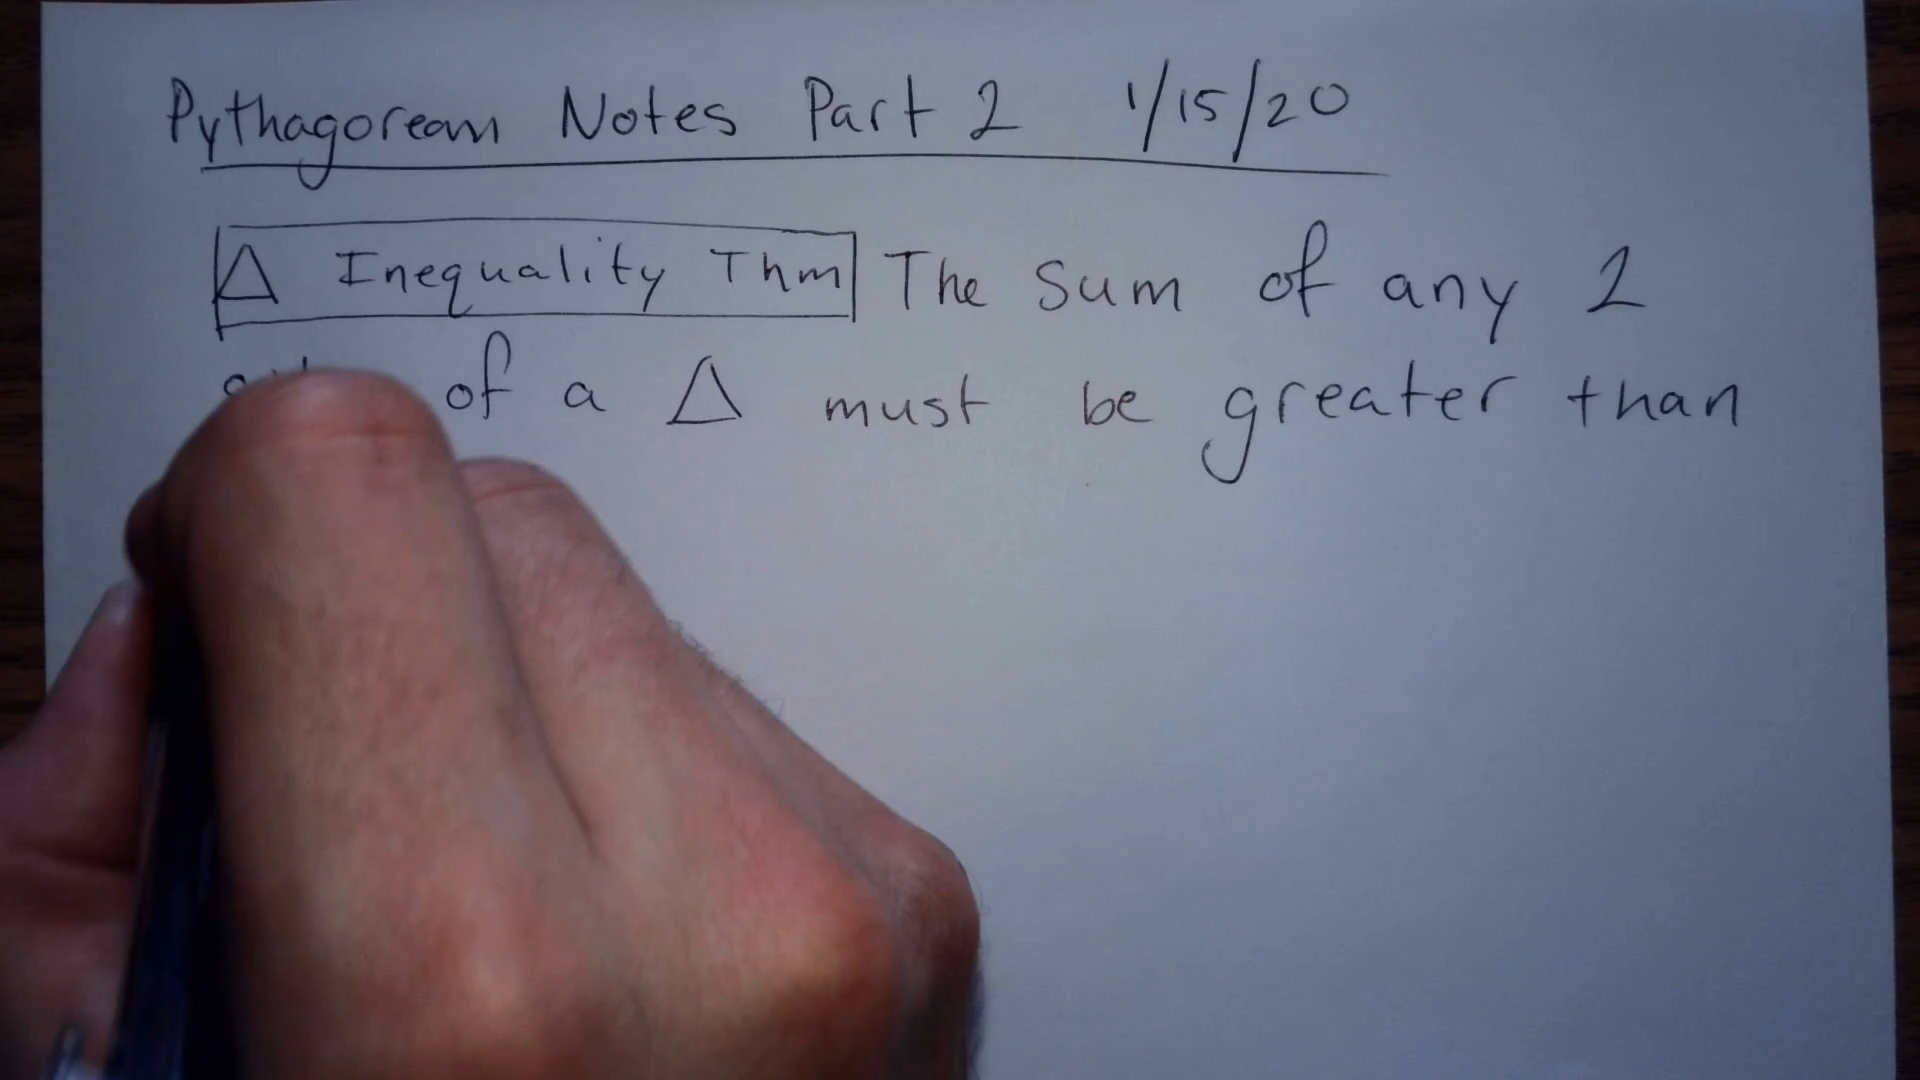 Pythagorean Notes Part 2 1/15/20
Δ Inequality Thm The sum of any 2
of a Δ must be greater than